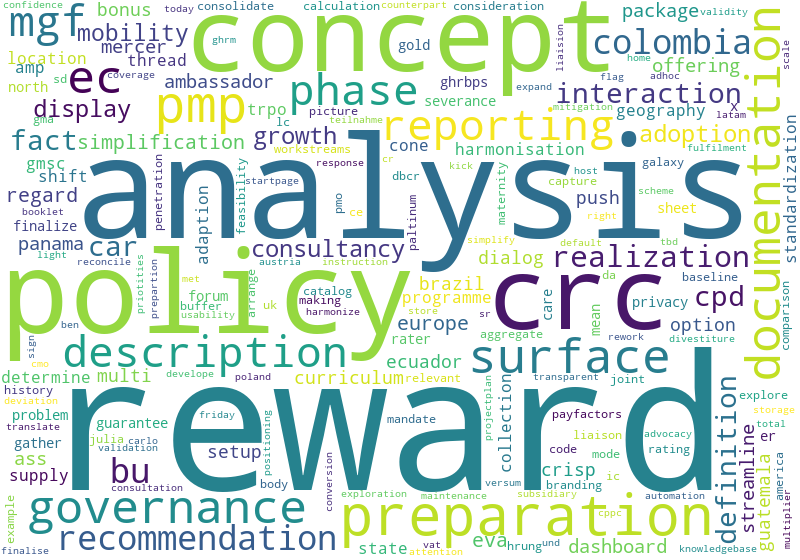 confidence
today
consolidate
calculation
counterpart
consideration
package
validity
bonus
mgf
mobility
concept
ghrm
gold
liaision
home
adhoc
flag
colombia
scale
mercer
thread
location
offering
ec
amp
sd
coverage
ambassador
phase
ghrbps
expand
interaction
x
latam
north
display
pmp
trpo
lc
picture
severance
mitigation
geography
gma
teilnahme
reporting
adoption
fact
simplification
growth
cone
harmonisation
fulfilment
workstreams
response
cr
kick
host
galaxy
gmsc
shift
penetration
feasibility
startpage
analysis
dbcr
maternity
capture
scheme
sheet
documentation
standardization
regard
adaption
pmo
ce
paltinum
push
right
booklet
finalize
simplify
default
tbd
panama
car
consultancy
dialog
realization
light
reconcile
priotities
prepartion
met
austria
instruction
usability
arrange
policy
crc
da
baseline
brazil
catalog
forum
buffer
uk
making
harmonize
programme
store
care
mean
privacy
cpd
comparison
ben
sign
europe
sr
rework
option
aggregate
divestiture
description
rater
ecuador
surface
cmo
develope
poland
transparent
joint
explore
determine
multi
curriculum
relevant
deviation
history
reward
projectplan
storage
total
problem
guarantee
friday
positioning
mandate
collection
payfactors
advocacy
definition
translate
julia
carlo
validation
setup
liaison
code
mode
rating
er
streamline
guatemalla
america
gather
ass
supply
bu
consultation
body
conversion
crisp
branding
ic
exploration
maintenance
versum
subsidiary
automation
multiplier
example
governance
preparation
cppc
finalise
recommendation
state
vat
attention
eva
hrung
und
dashboard
knowledgebase